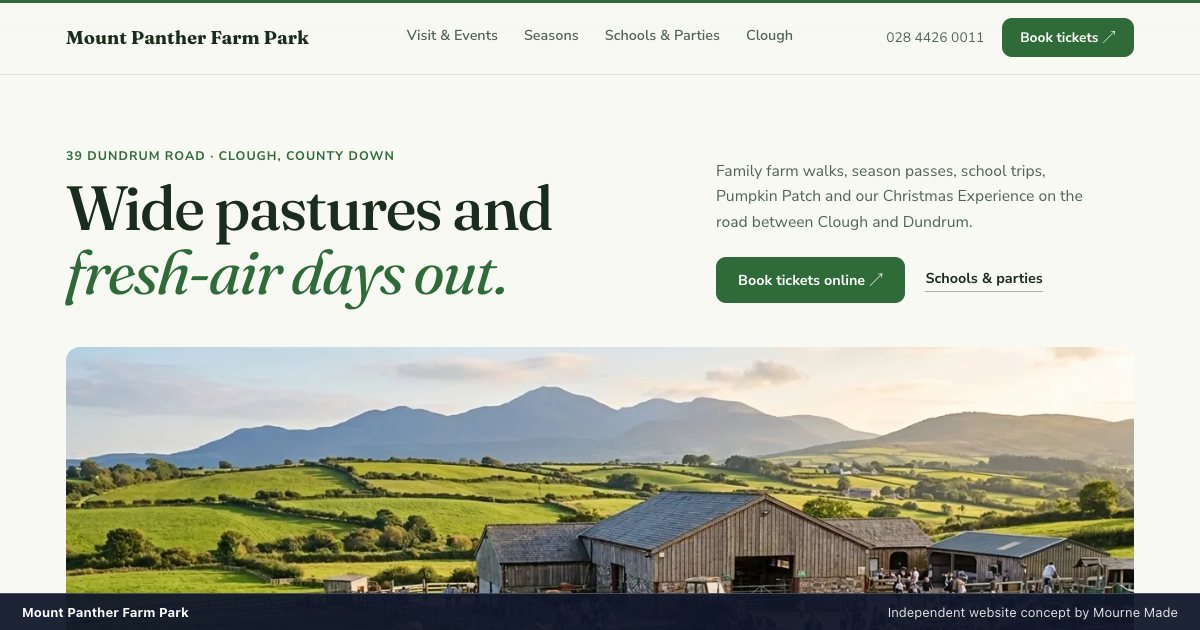 Mount Panther Farm Park
Visit & Events
Seasons
Schools & Parties
Clough
028 4426 0011
Book tickets ↗
39 DUNDRUM ROAD · CLOUGH, COUNTY DOWN
Wide pastures and
fresh-air days out.
Family farm walks, season passes, school trips,
Pumpkin Patch and our Christmas Experience on the
road between Clough and Dundrum.
Book tickets online ↗
Schools & parties
Mount Panther Farm Park
Independent website concept by Mourne Made